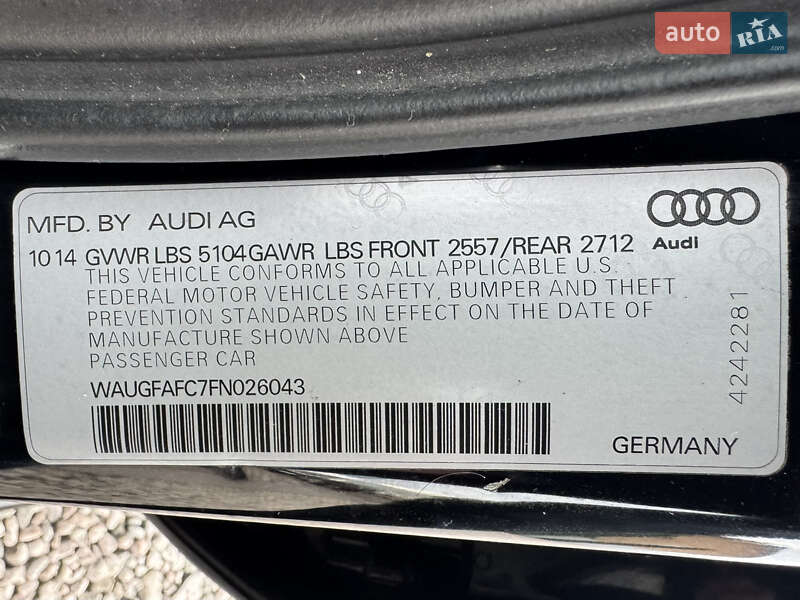 auto RIA.com
MFD. BY AUDI AG
1014 GVWR LBS 5104 GAWR LBS FRONT 2557/REAR 2712
Audi
THIS VEHICLE CONFORMS TO ALL APPLICABLE U.S.
FEDERAL MOTOR VEHICLE SAFETY, BUMPER AND THEFT
PREVENTION STANDARDS IN EFFECT ON THE DATE OF
MANUFACTURE SHOWN ABOVE
PASSENGER CAR
WAUGFAFC7FN026043
GERMANY
4242281